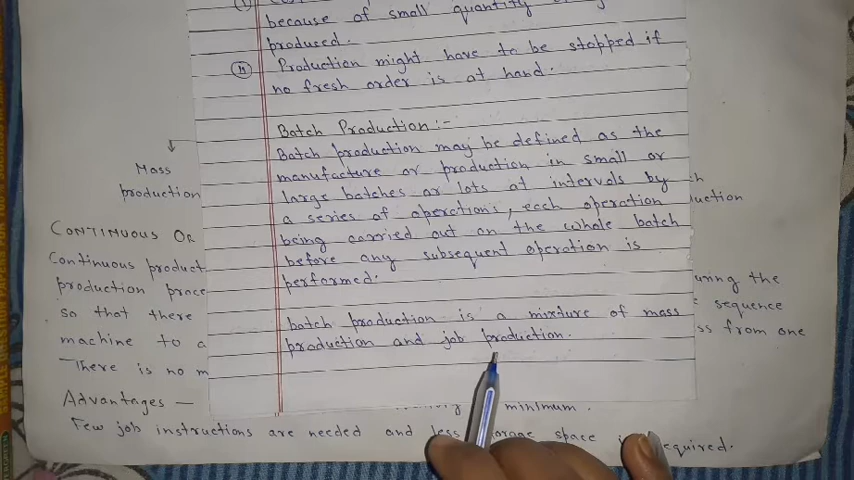 because of small quantity
produced.
(ii) Production might have to be stopped if
no fresh order is at hand.
Batch Production :-
Batch production may be defined as the
manufacture or production in small or
large batches or lots at intervals by
a series of operations, each operation
being carried out on the whole batch
before any subsequent operation is
performed.
batch production is a mixture of mass
production and job production.
Mass
production
CONTINUOUS OR
Continuous product
production proce
so that there
machine to a
There is no m
uction
uring the
sequence
ss from one
Advantages —
minimum.
Few job instructions are needed and less space required.